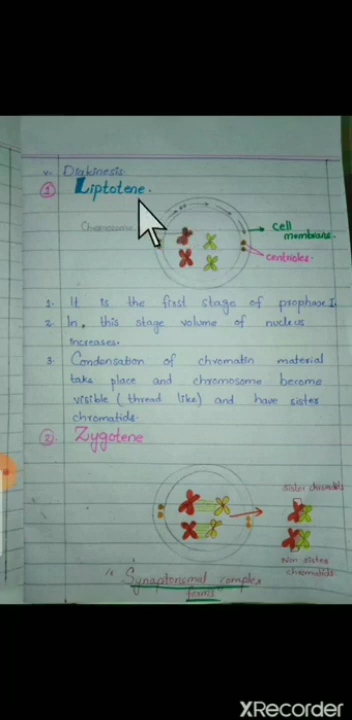 v. Diakinesis.
① Liptotene.
Chromosome
cell
membrane.
centrioles.
1. It is the first stage of prophase I.
2. In, this stage volume of nucleus
increases.
3. Condensation of chromatin material
take place and chromosome become
visible (thread like) and have sister
chromatids.
② Zygotene
sister chromatids
non sister
chromatids
Synaptonemal complex
forms
XRecorder